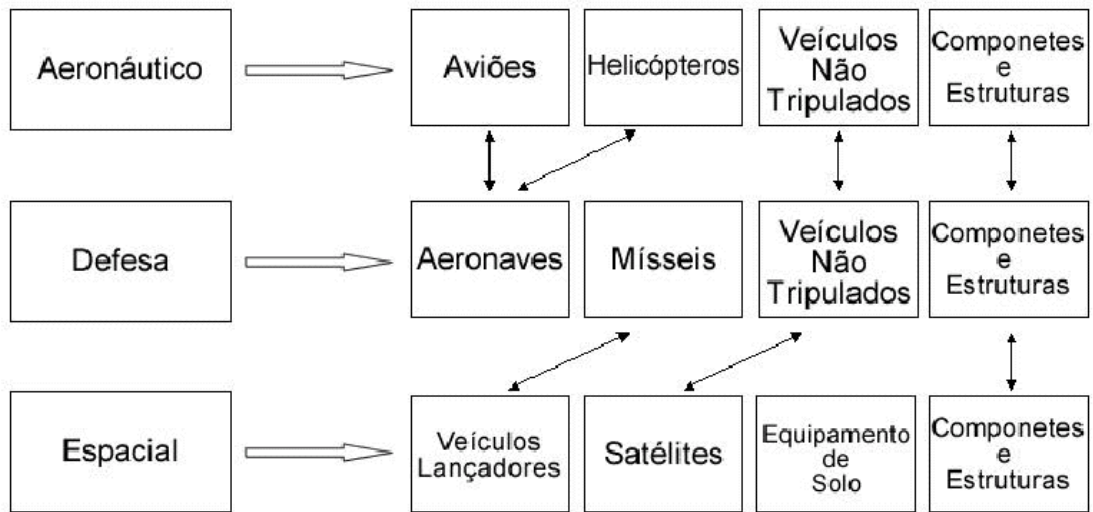 Aeronáutico
Aviões
Helicópteros
Veículos
Não
Tripulados
Componetes
e
Estruturas
Defesa
Aeronaves
Mísseis
Veículos
Não
Tripulados
Componetes
e
Estruturas
Espacial
Veículos
Lançadores
Satélites
Equipamento
de
Solo
Componetes
e
Estruturas